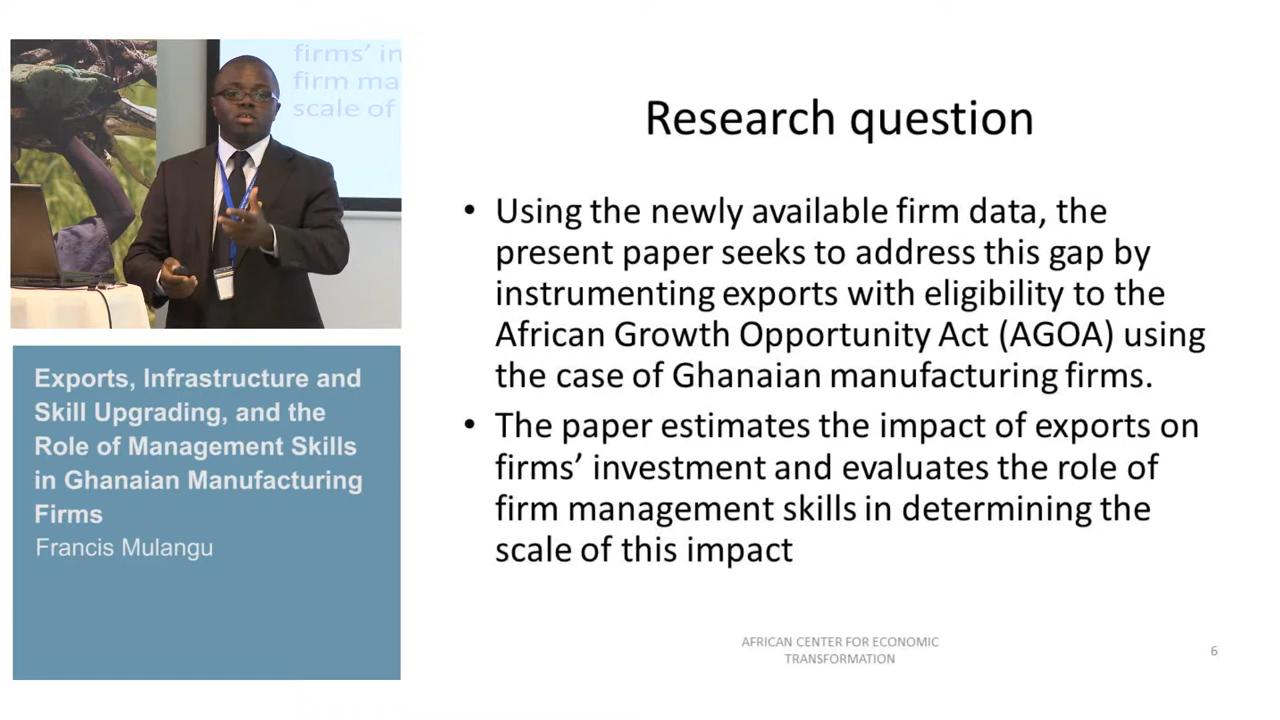 firms' in
firm ma
scale of
Exports, Infrastructure and
Skill Upgrading, and the
Role of Management Skills
in Ghanaian Manufacturing
Firms
Francis Mulangu
Research question
• Using the newly available firm data, the
present paper seeks to address this gap by
instrumenting exports with eligibility to the
African Growth Opportunity Act (AGOA) using
the case of Ghanaian manufacturing firms.
• The paper estimates the impact of exports on
firms' investment and evaluates the role of
firm management skills in determining the
scale of this impact
AFRICAN CENTER FOR ECONOMIC
TRANSFORMATION
6